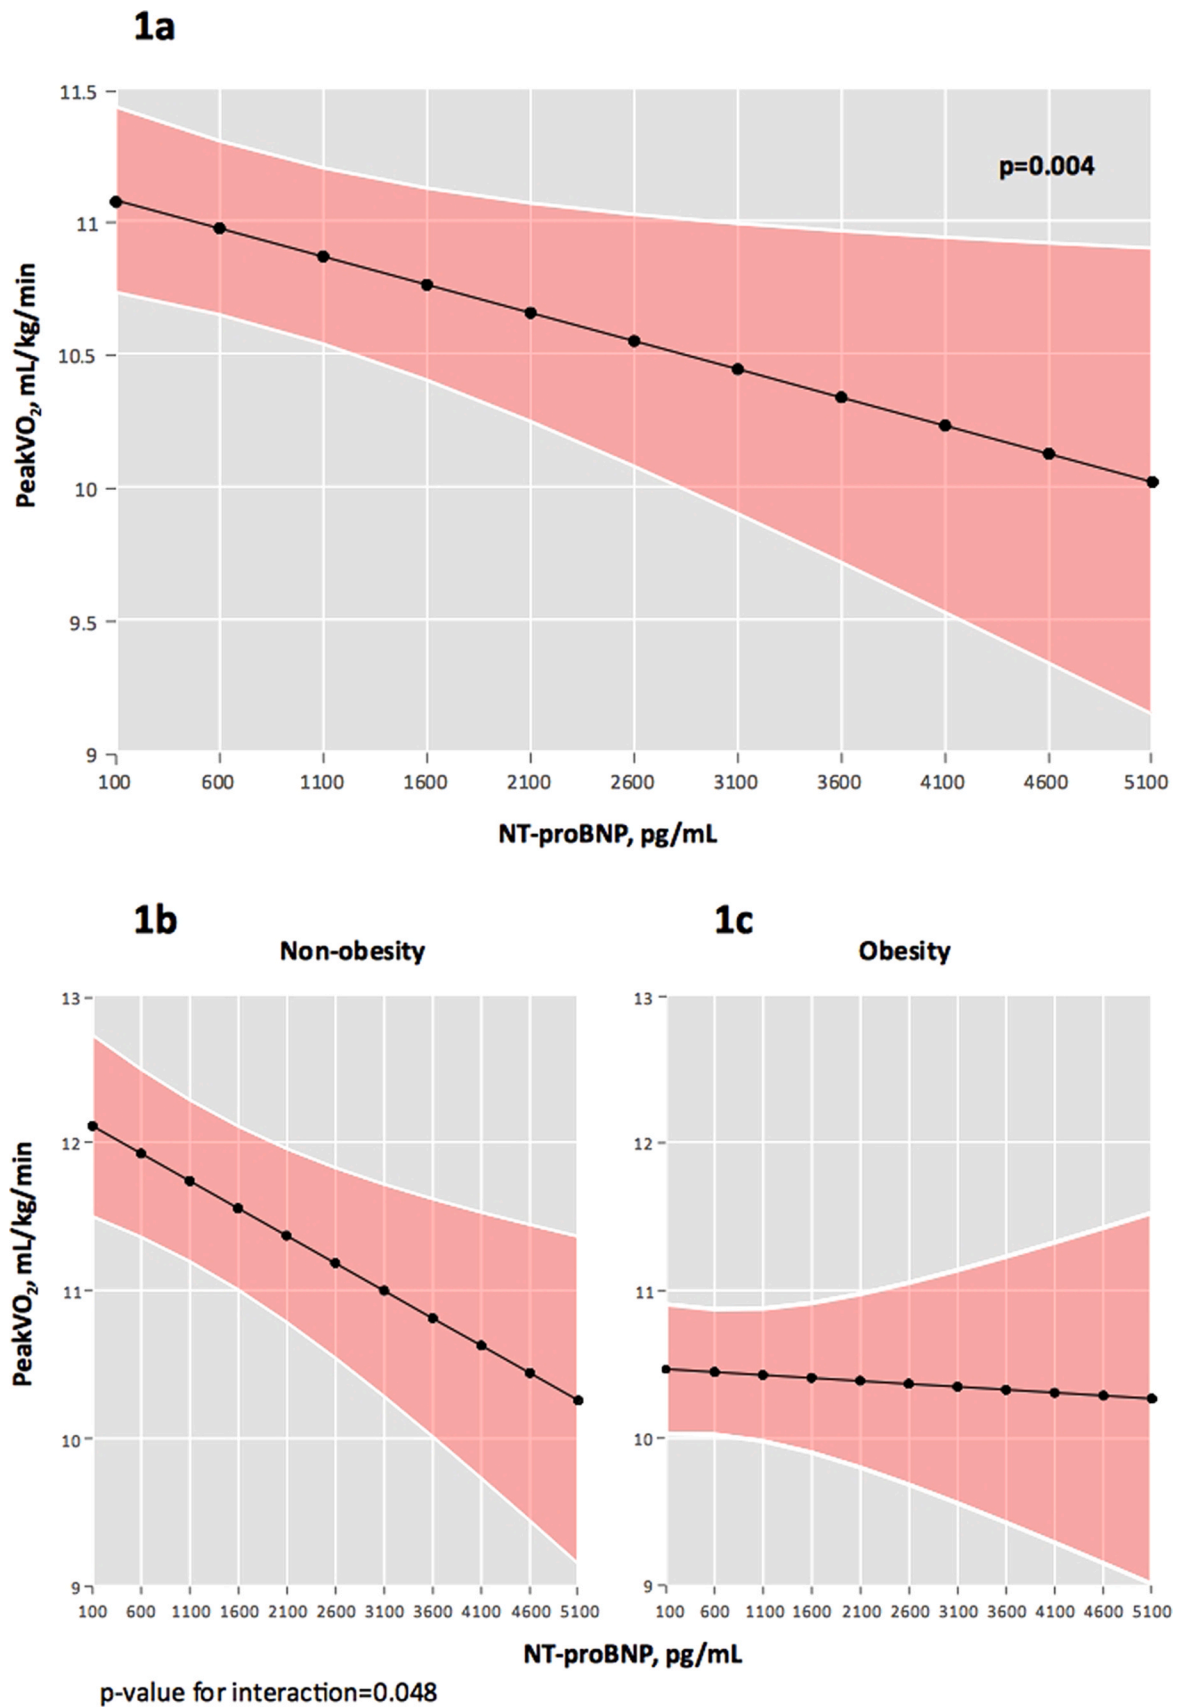 1a
11.5
11
10.5
10
9.5
9
PeakVO₂, mL/kg/min
p=0.004
100 600 1100 1600 2100 2600 3100 3600 4100 4600 5100
NT-proBNP, pg/mL
1b
Non-obesity
13
12
11
10
9
PeakVO₂, mL/kg/min
100 600 1100 1600 2100 2600 3100 3600 4100 4600 5100
1c
Obesity
13
12
11
10
9
100 600 1100 1600 2100 2600 3100 3600 4100 4600 5100
NT-proBNP, pg/mL
p-value for interaction=0.048